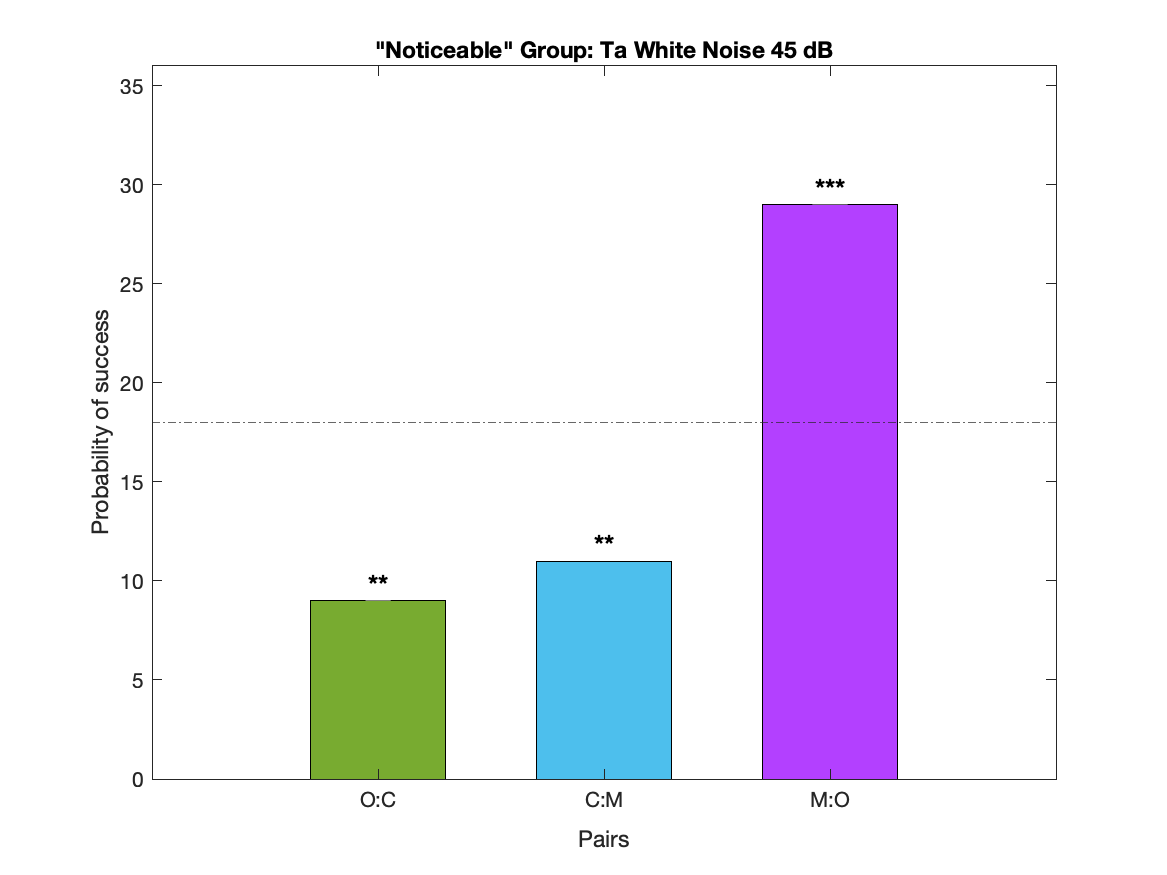 "Noticeable" Group: Ta White Noise 45 dB
35
30
25
20
15
10
5
0
Probability of success
**
**
***
O:C
C:M
M:O
Pairs